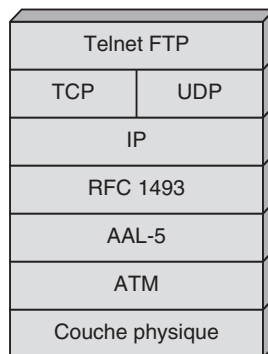 Telnet FTP
TCP UDP
IP
RFC 1493
AAL-5
ATM
Couche physique